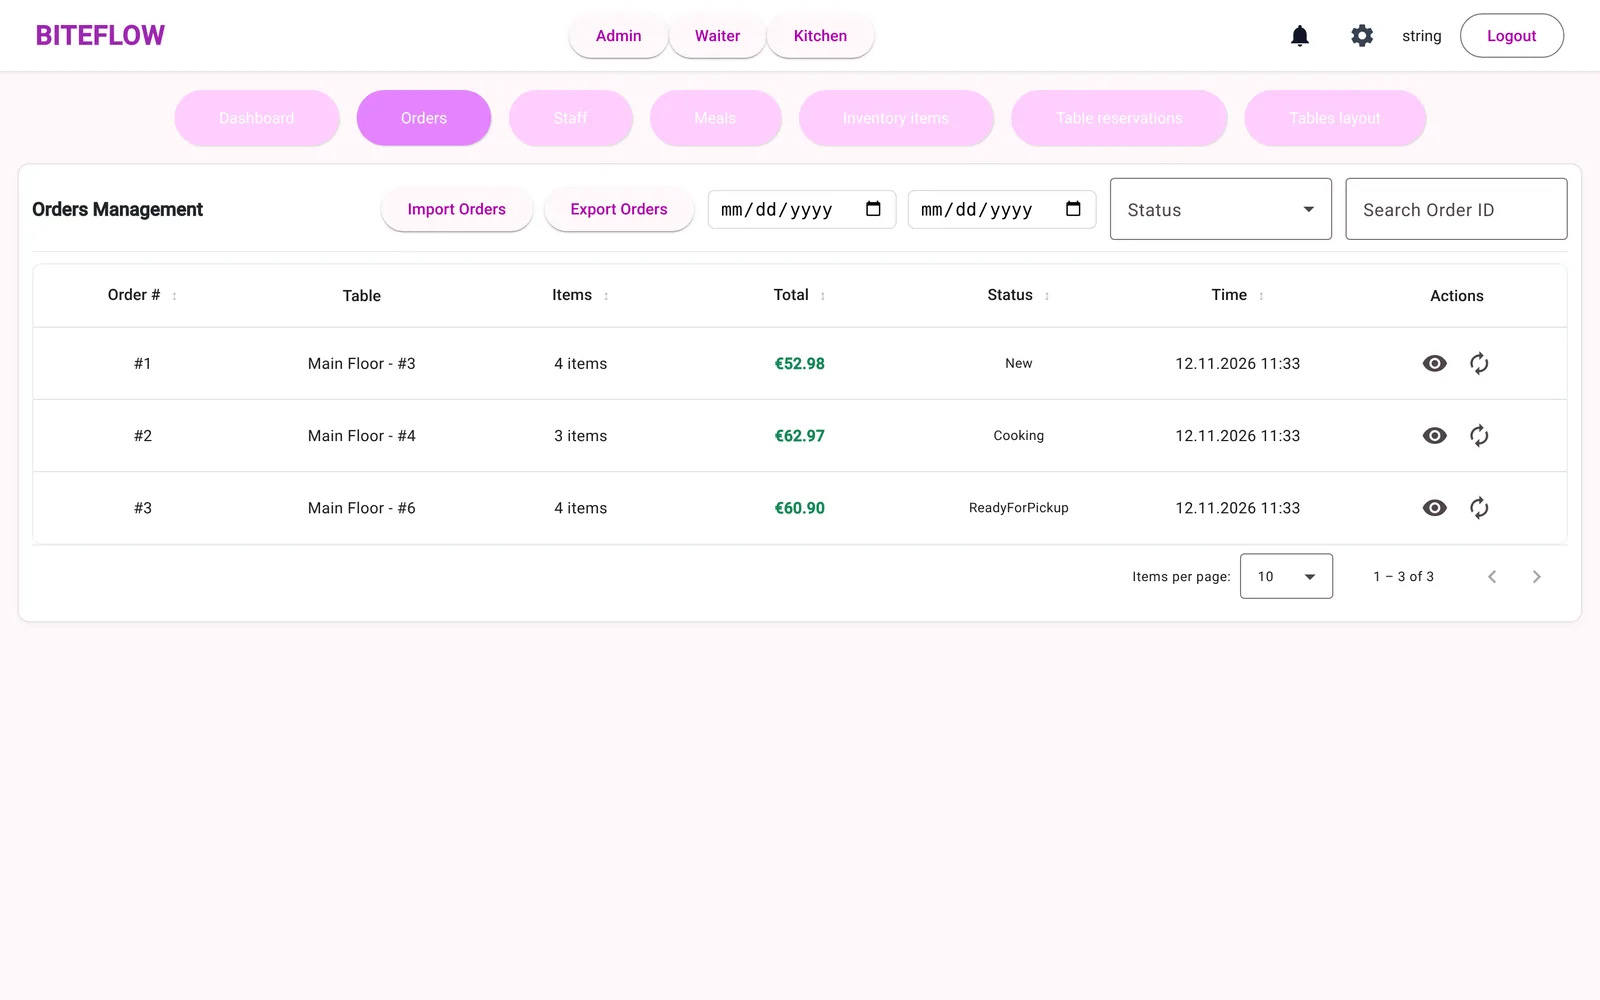 BITEFLOW Admin Waiter Kitchen string Logout
Dashboard Orders Staff Meals Inventory items Table reservations Tables layout
Orders Management Import Orders Export Orders mm/dd/yyyy mm/dd/yyyy Status Search Order ID
Order # ↕ Table Items ↕ Total ↕ Status ↕ Time ↕ Actions
#1 Main Floor - #3 4 items €52.98 New 12.11.2026 11:33
#2 Main Floor - #4 3 items €62.97 Cooking 12.11.2026 11:33
#3 Main Floor - #6 4 items €60.90 ReadyForPickup 12.11.2026 11:33
Items per page: 10 1 – 3 of 3